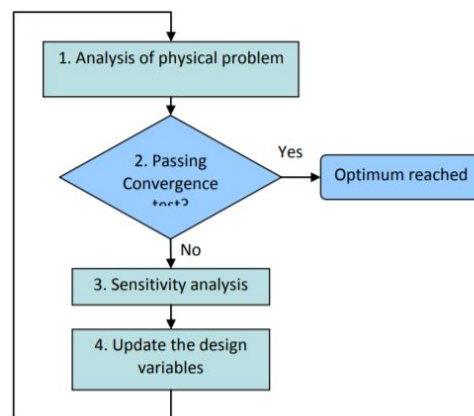 1. Analysis of physical problem
2. Passing
Convergence
test?
Yes
Optimum reached
No
3. Sensitivity analysis
4. Update the design
variables